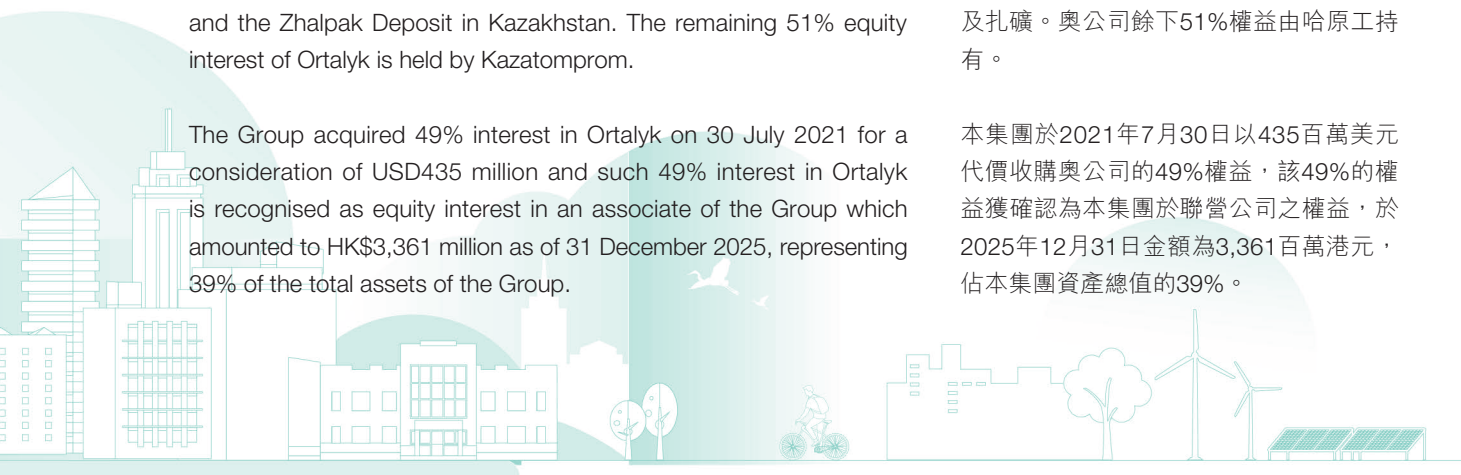 and the Zhalpak Deposit in Kazakhstan. The remaining 51% equity
interest of Ortalyk is held by Kazatomprom.
The Group acquired 49% interest in Ortalyk on 30 July 2021 for a
consideration of USD435 million and such 49% interest in Ortalyk
is recognised as equity interest in an associate of the Group which
amounted to HK$3,361 million as of 31 December 2025, representing
39% of the total assets of the Group.
及扎礦。奧公司餘下51%權益由哈原工持
有。
本集團於2021年7月30日以435百萬美元
代價收購奧公司的49%權益,該49%的權
益獲確認為本集團於聯營公司之權益,於
2025年12月31日金額為3,361百萬港元,
佔本集團資產總值的39%。